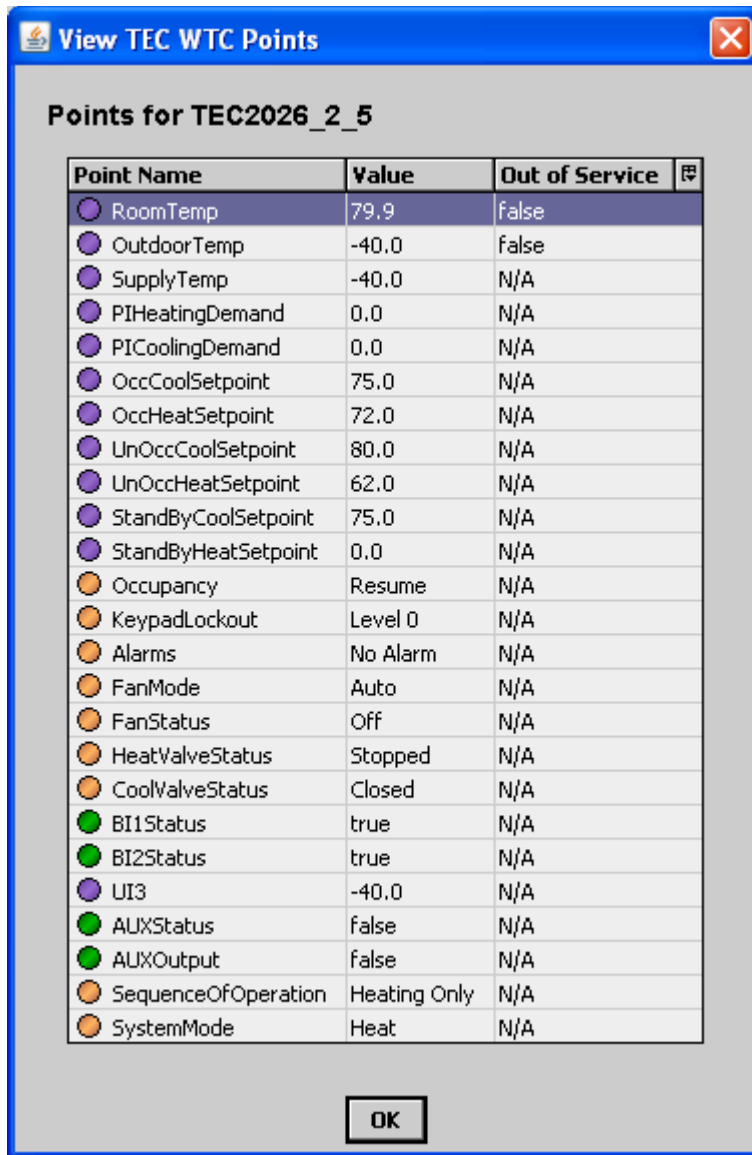 View TEC WTC Points
Points for TEC2026_2_5
Point Name Value Out of Service
RoomTemp 79.9 false
OutdoorTemp -40.0 false
SupplyTemp -40.0 N/A
PIHeatingDemand 0.0 N/A
PICoolingDemand 0.0 N/A
OccCoolSetpoint 75.0 N/A
OccHeatSetpoint 72.0 N/A
UnOccCoolSetpoint 80.0 N/A
UnOccHeatSetpoint 62.0 N/A
StandByCoolSetpoint 75.0 N/A
StandByHeatSetpoint 0.0 N/A
Occupancy Resume N/A
KeypadLockout Level 0 N/A
Alarms No Alarm N/A
FanMode Auto N/A
FanStatus Off N/A
HeatValveStatus Stopped N/A
CoolValveStatus Closed N/A
BI1Status true N/A
BI2Status true N/A
UI3 -40.0 N/A
AUXStatus false N/A
AUXOutput false N/A
SequenceOfOperation Heating Only N/A
SystemMode Heat N/A
OK